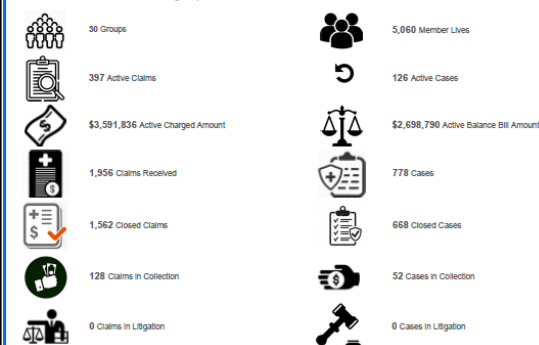 30 Groups
5,060 Member Lives
397 Active Claims
126 Active Cases
$3,591,836 Active Charged Amount
$2,698,790 Active Balance Bill Amount
1,956 Claims Received
778 Cases
1,562 Closed Claims
668 Closed Cases
128 Claims in Collection
52 Cases in Collection
0 Claims in Litigation
0 Cases in Litigation